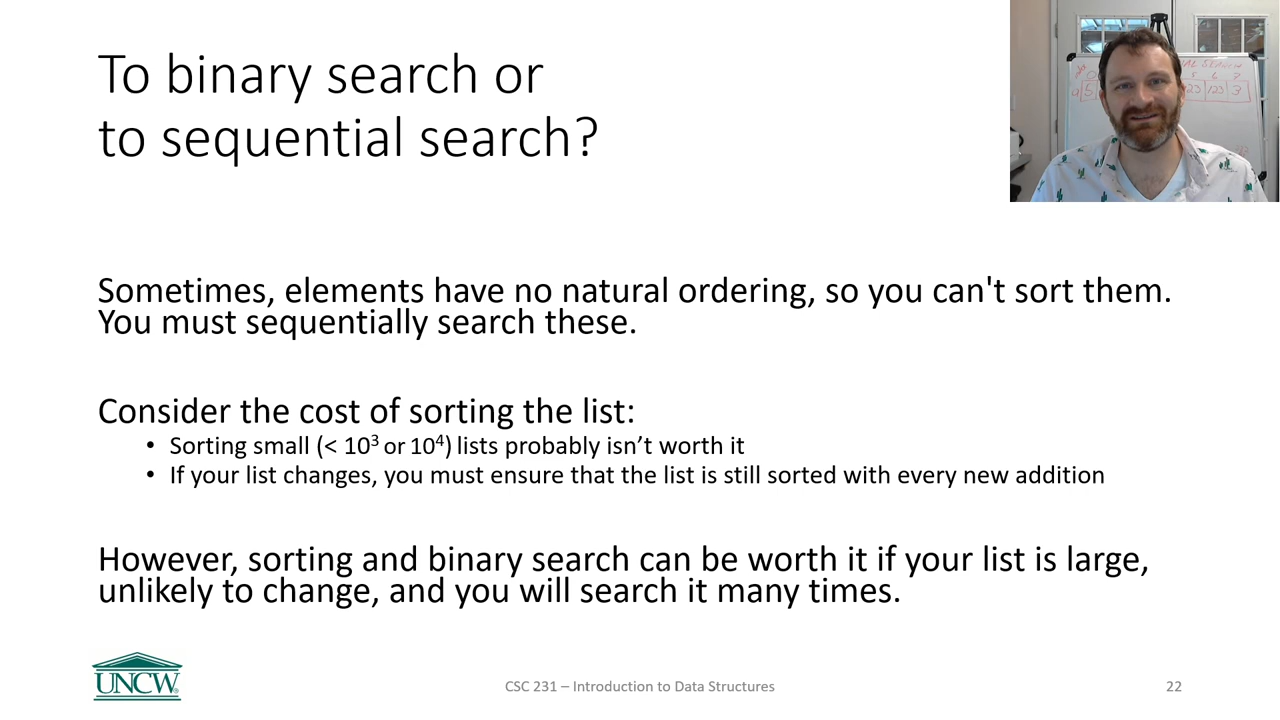 To binary search or
to sequential search?
Sometimes, elements have no natural ordering, so you can't sort them.
You must sequentially search these.
Consider the cost of sorting the list:
• Sorting small (< 10³ or 10⁴) lists probably isn’t worth it
• If your list changes, you must ensure that the list is still sorted with every new addition
However, sorting and binary search can be worth it if your list is large,
unlikely to change, and you will search it many times.
UNCW
CSC 231 – Introduction to Data Structures
22